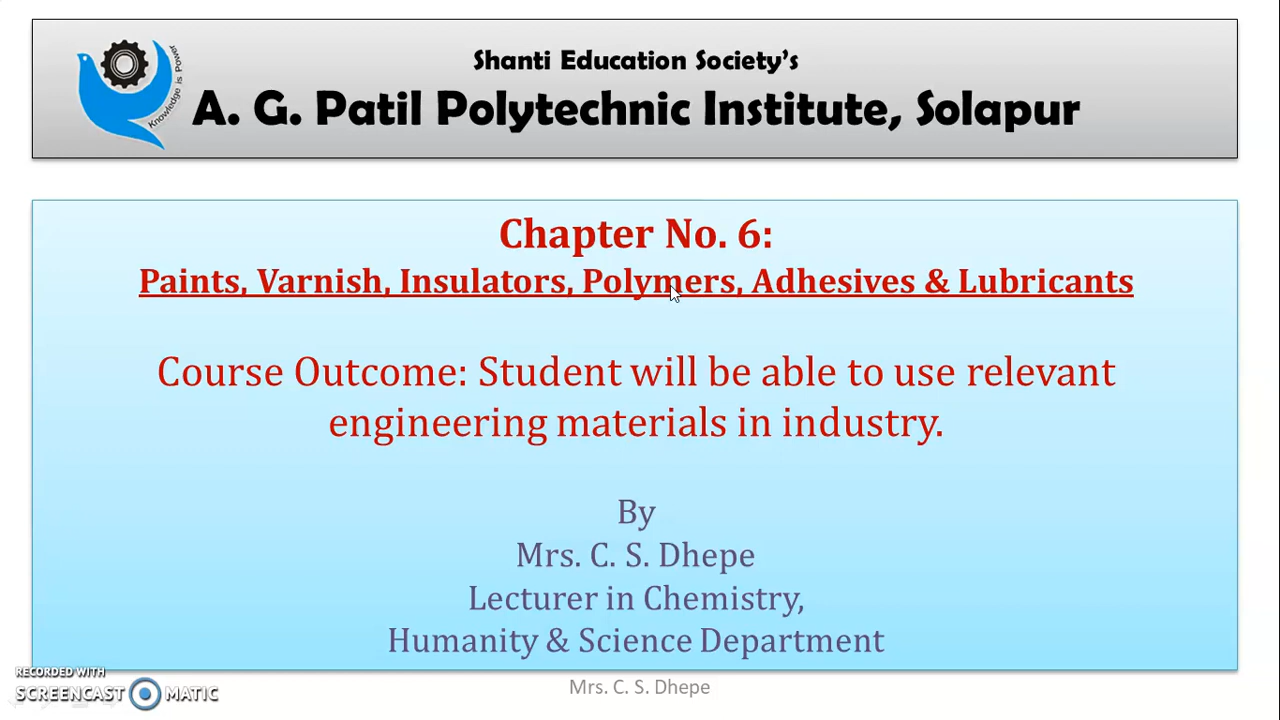 Shanti Education Society's
A. G. Patil Polytechnic Institute, Solapur
Knowledge is Power
Chapter No. 6:
Paints, Varnish, Insulators, Polymers, Adhesives & Lubricants
Course Outcome: Student will be able to use relevant
engineering materials in industry.
By
Mrs. C. S. Dhepe
Lecturer in Chemistry,
Humanity & Science Department
RECORDED WITH
SCREENCAST MATIC
Mrs. C. S. Dhepe